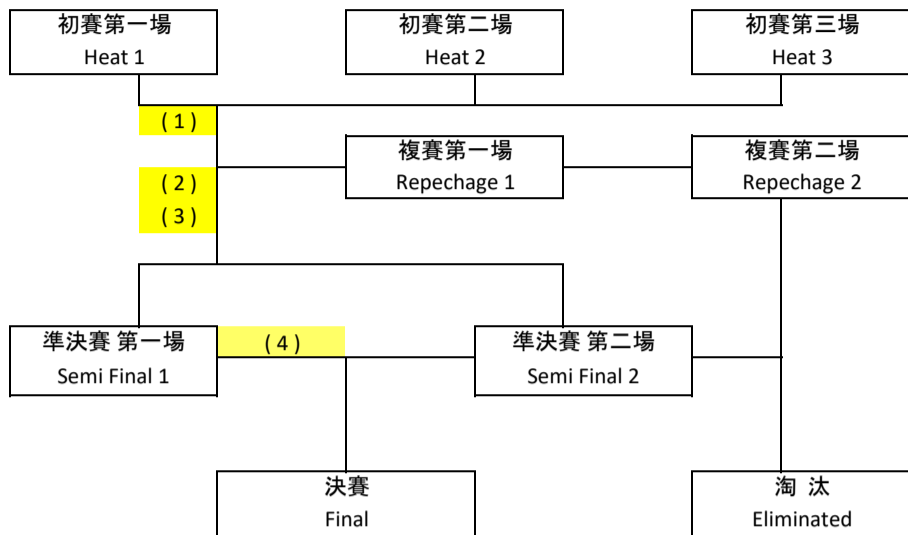 初賽第一場
Heat 1
初賽第二場
Heat 2
初賽第三場
Heat 3
( 1 )
複賽第一場
Repechage 1
複賽第二場
Repechage 2
( 2 )
( 3 )
準決賽 第一場
Semi Final 1
( 4 )
準決賽 第二場
Semi Final 2
決賽
Final
淘 汰
Eliminated